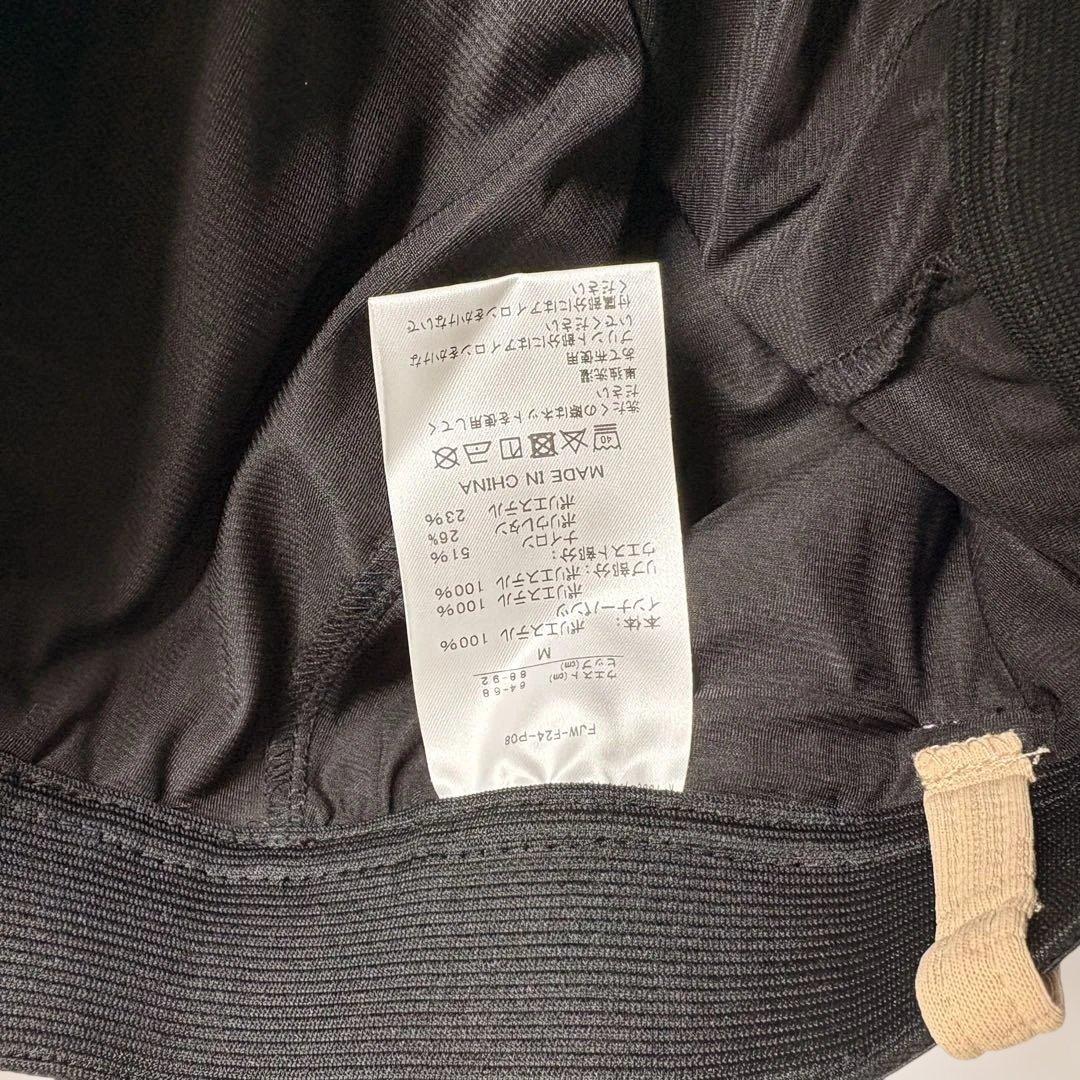 FJW-F24-P08
ウエスト(cm) 64-68
ヒップ(cm) 88-92
M
本体: ポリエステル 100%
インナーパンツ
ポリエステル 100%
リブ部分: ポリエステル 100%
ウエスト部分:
ナイロン 51%
ポリウレタン 26%
ポリエステル 23%
MADE IN CHINA
40
洗たくの際はネットを使用してく
ださい
単独洗濯
あて布使用
プリント部分にはアイロンをかけな
いでください
付属部分にはアイロンをかけないで
ください